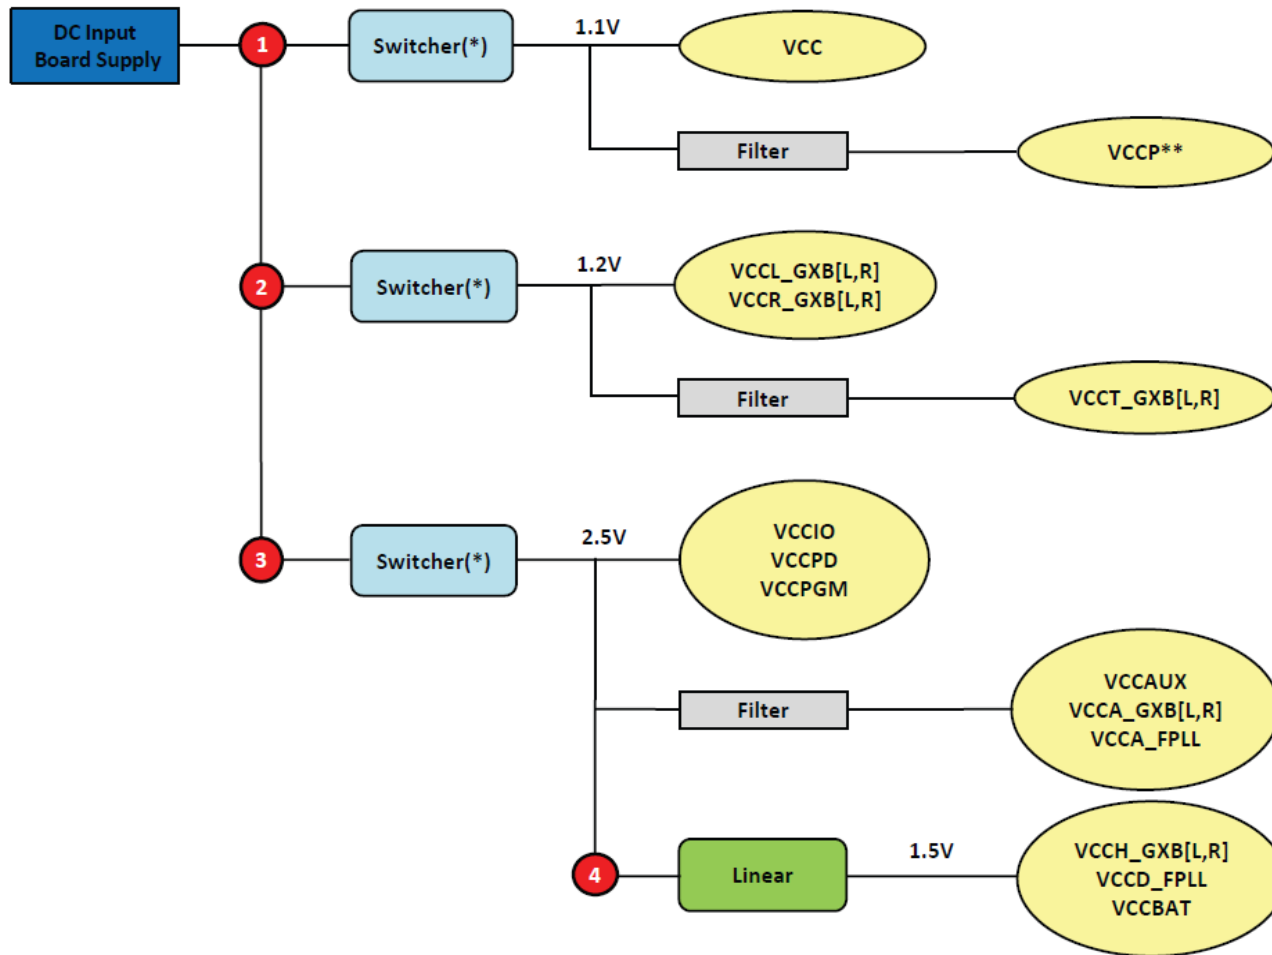 DC Input
Board Supply
1
Switcher(*)
1.1V
VCC
Filter
VCCP**
2
Switcher(*)
1.2V
VCCL_GXB[L,R]
VCCR_GXB[L,R]
Filter
VCCT_GXB[L,R]
3
Switcher(*)
2.5V
VCCIO
VCCPD
VCCPGM
Filter
VCCAUX
VCCA_GXB[L,R]
VCCA_FPLL
4
Linear
1.5V
VCCH_GXB[L,R]
VCCD_FPLL
VCCBAT